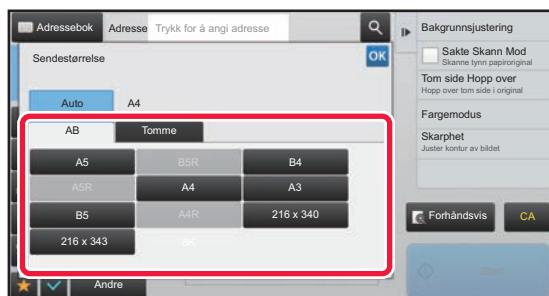 Adressebok Adresse Trykk for å angi adresse
Sendestørrelse OK
Auto A4
AB Tomme
A5 B5R B4
A5R A4 A3
B5 A4R 216 x 340
216 x 343 8K
Andre
Bakgrunnsjustering
Sakte Skann Mod
Skanne tynn papiroriginal
Tom side Hopp over
Hopp over tom side i original
Fargemodus
Skarphet
Juster kontur av bildet
Forhåndsvis CA
Start